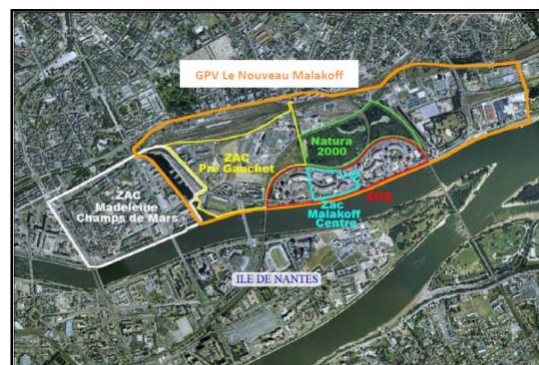 GPV Le Nouveau Malakoff
ZAC
Pré Gauchet
Natura
2000
ZAC
Madeleine
Champs de Mars
Zac
Malakoff
Centre
ZUS
ILE DE NANTES